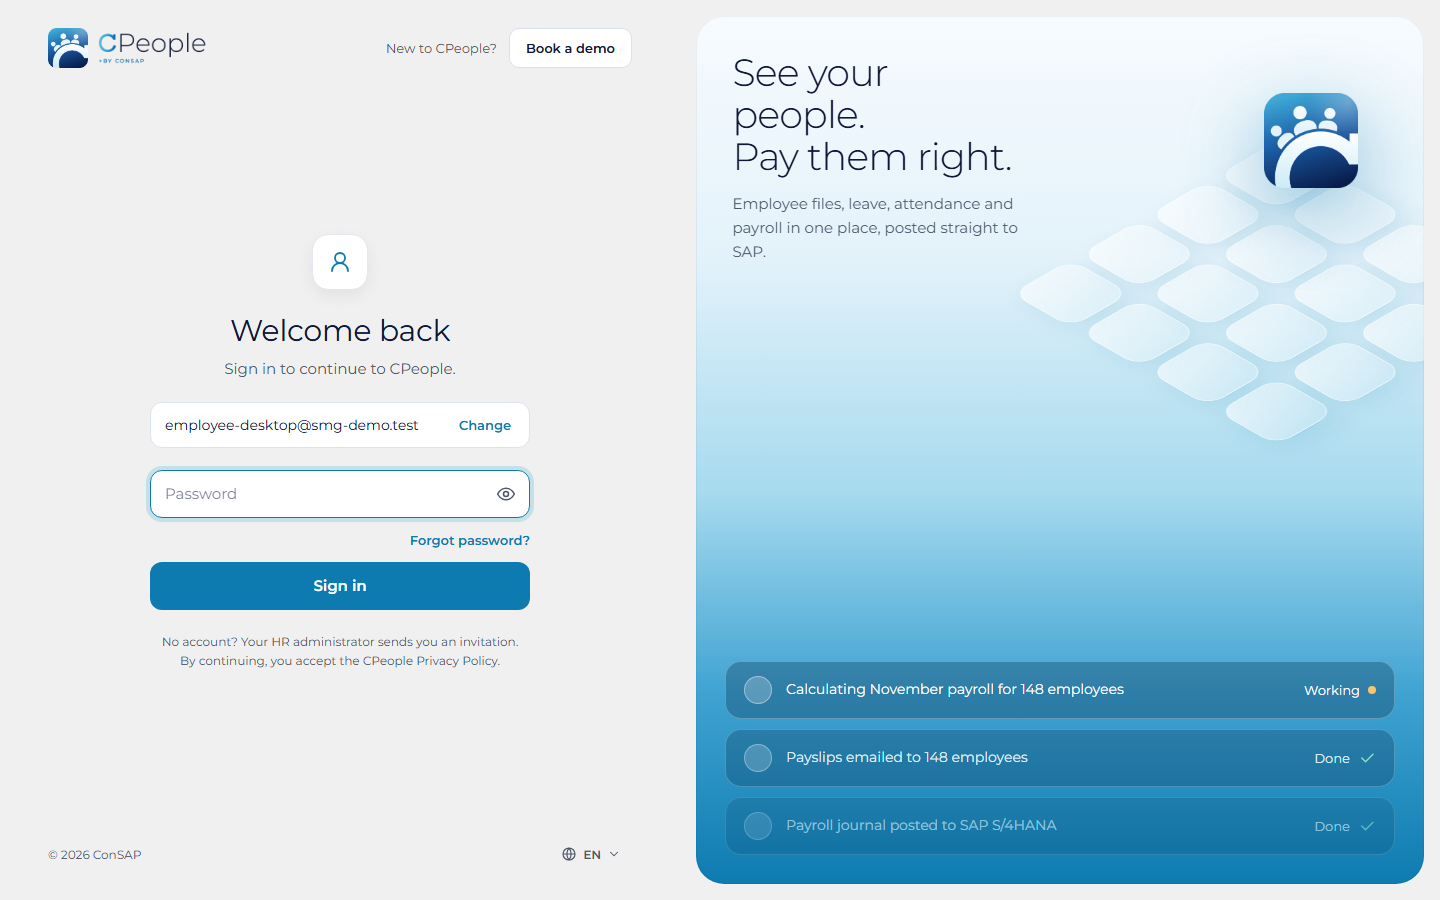 CPeople
BY CONSAP
New to CPeople?
Book a demo
Welcome back
Sign in to continue to CPeople.
employee-desktop@smg-demo.test
Change
Password
Forgot password?
Sign in
No account? Your HR administrator sends you an invitation.
By continuing, you accept the CPeople Privacy Policy.
© 2026 ConSAP
EN
See your
people.
Pay them right.
Employee files, leave, attendance and
payroll in one place, posted straight to
SAP.
Calculating November payroll for 148 employees
Working
Payslips emailed to 148 employees
Done
Payroll journal posted to SAP S/4HANA
Done